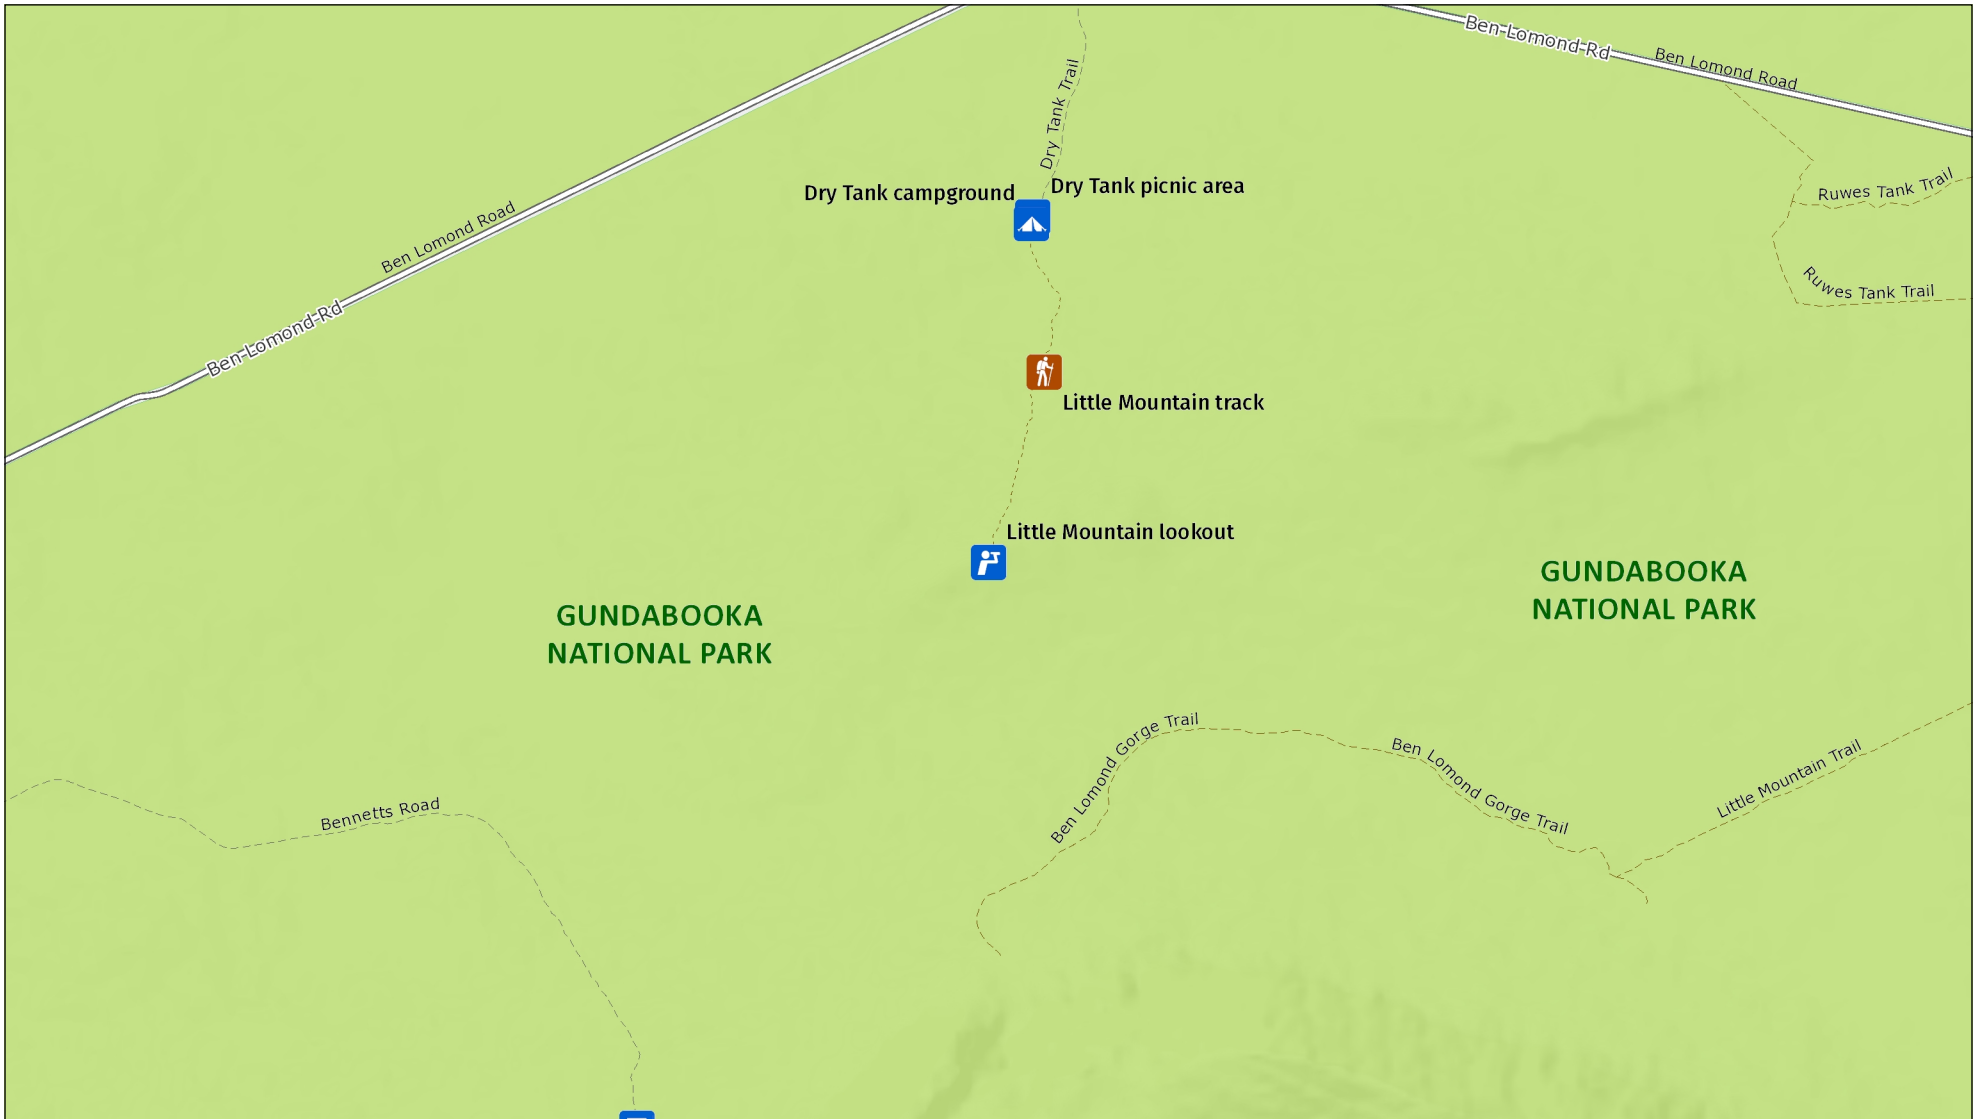 Ben Lomond Rd
Ben Lomond Road
Dry Tank Trail
Dry Tank campground
Dry Tank picnic area
Ruwes Tank Trail
Ben Lomond Road
Ruwes Tank Trail
Ben Lomond Rd
Little Mountain track
Little Mountain lookout
GUNDABOOKA
NATIONAL PARK
GUNDABOOKA
NATIONAL PARK
Ben Lomond Gorge Trail
Ben Lomond Gorge Trail
Little Mountain Trail
Bennetts Road